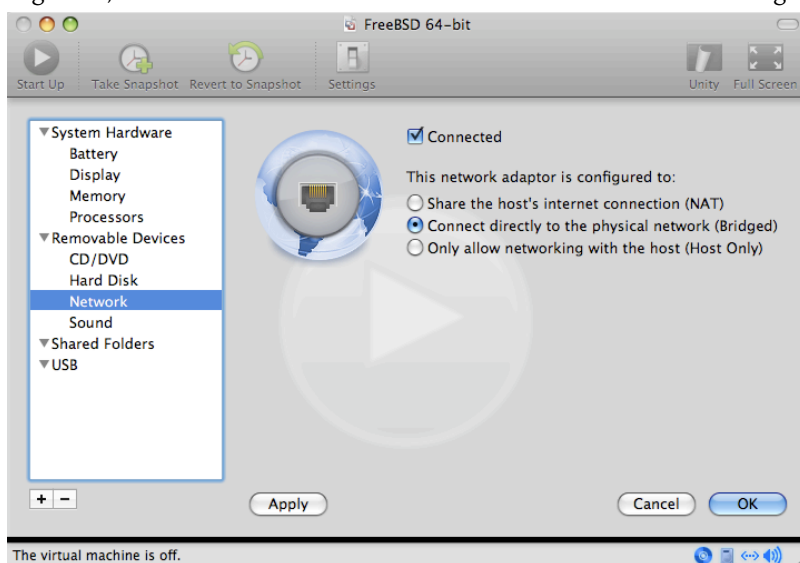 FreeBSD 64-bit
Start Up Take Snapshot Revert to Snapshot Settings Unity Full Screen
System Hardware
Battery
Display
Memory
Processors
Removable Devices
CD/DVD
Hard Disk
Network
Sound
Shared Folders
USB
Connected
This network adaptor is configured to:
Share the host's internet connection (NAT)
Connect directly to the physical network (Bridged)
Only allow networking with the host (Host Only)
+ −
Apply Cancel OK
The virtual machine is off.